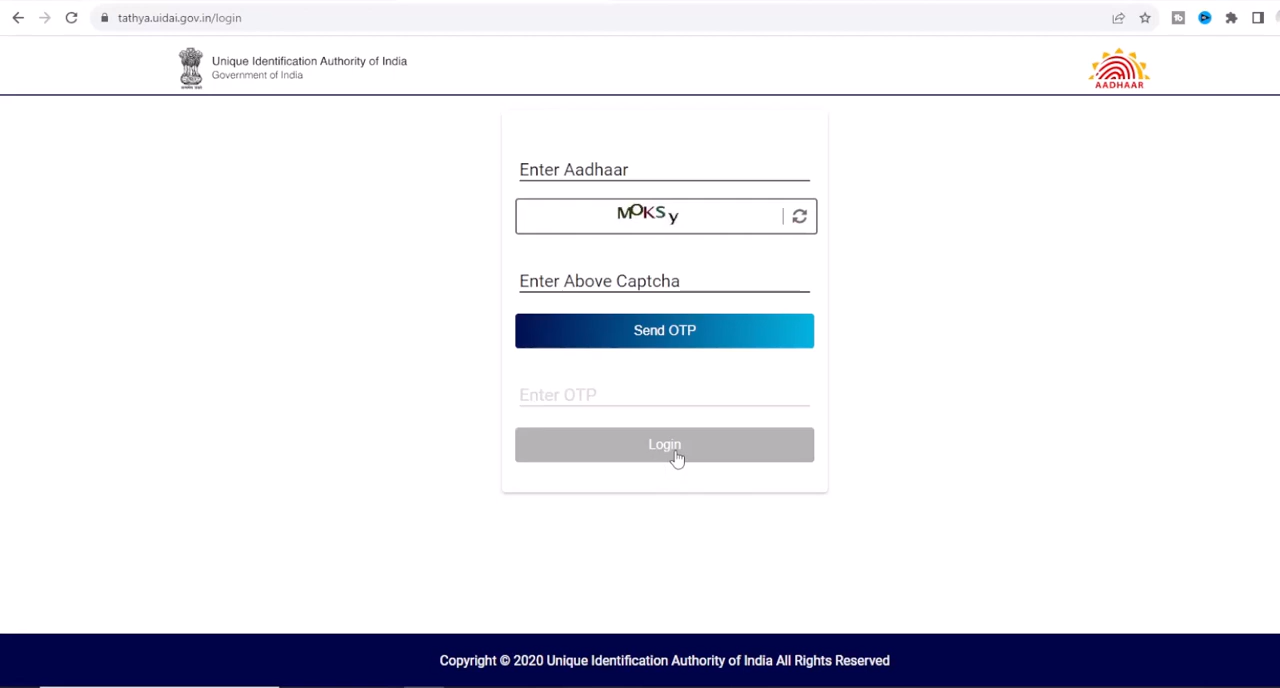 tathya.uidai.gov.in/login
Unique Identification Authority of India
Government of India
AADHAAR
Enter Aadhaar
MOKSy
Enter Above Captcha
Send OTP
Enter OTP
Login
Copyright © 2020 Unique Identification Authority of India All Rights Reserved